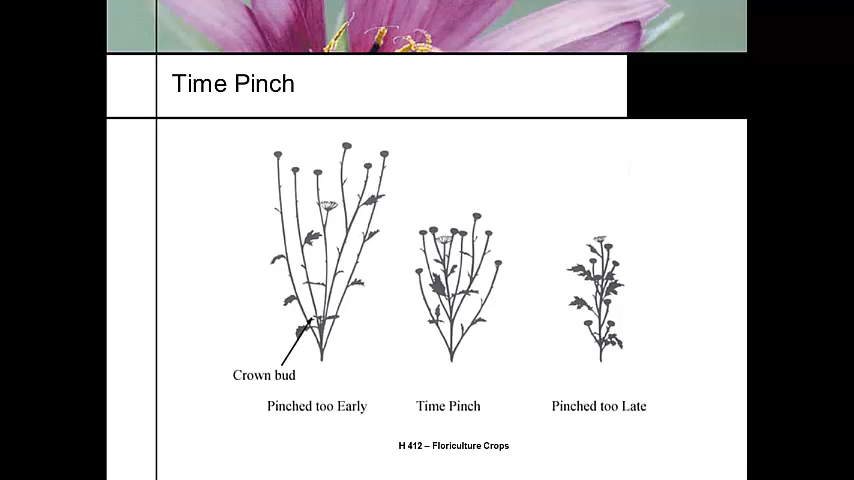 Time Pinch
Crown bud
Pinched too Early
Time Pinch
Pinched too Late
H 412 – Floriculture Crops